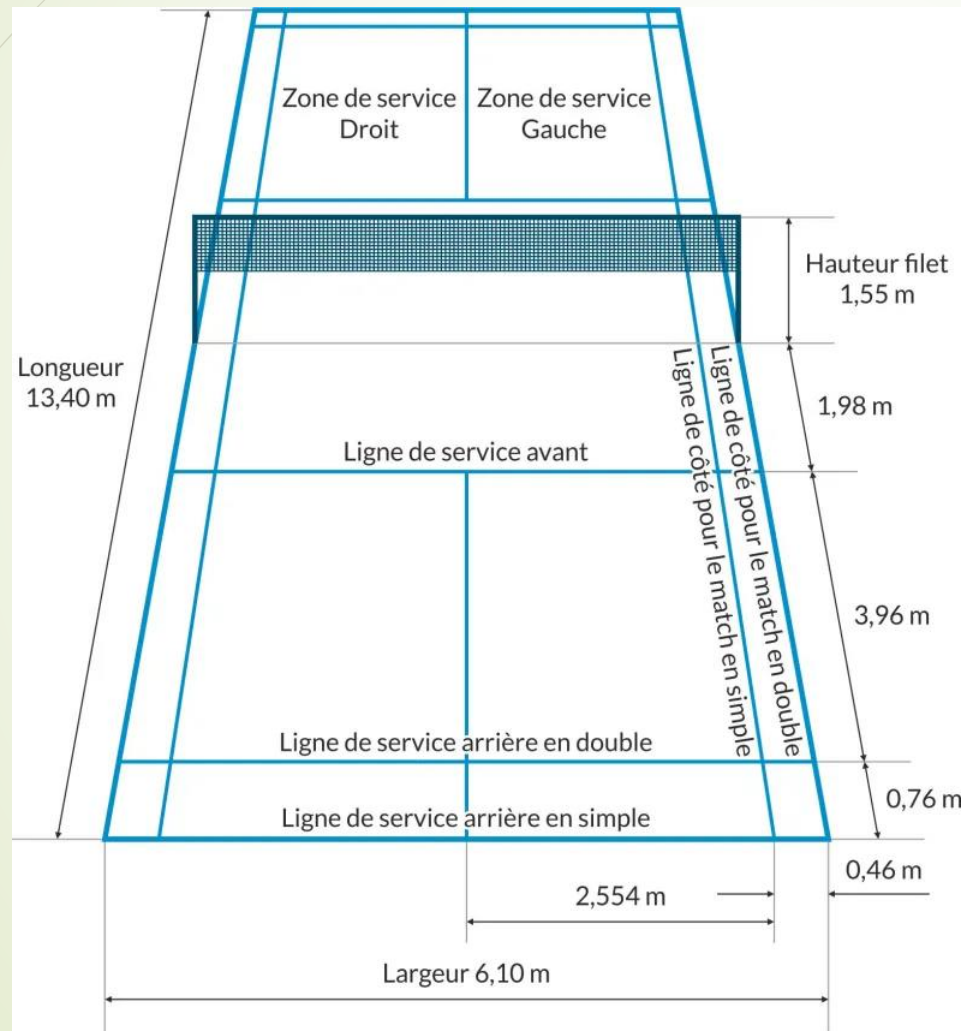 Zone de service
Droit
Zone de service
Gauche
Hauteur filet
1,55 m
Longueur
13,40 m
1,98 m
Ligne de côté pour le match en simple
Ligne de côté pour le match en double
Ligne de service avant
3,96 m
Ligne de service arrière en double
0,76 m
Ligne de service arrière en simple
0,46 m
2,554 m
Largeur 6,10 m